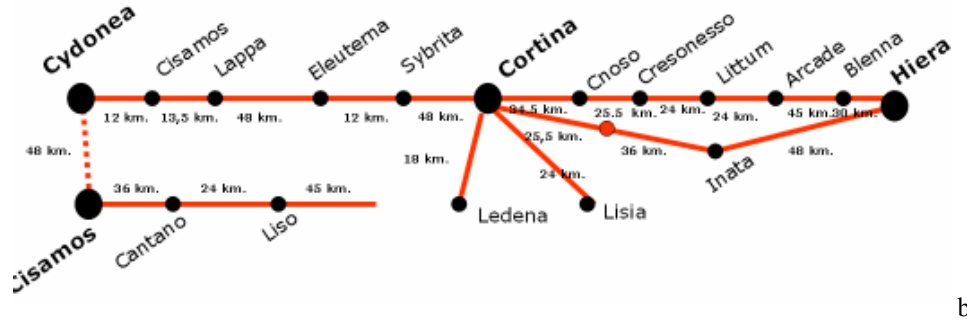 Cydonea
Cisamos
Lappa
Eleuterna
Sybrita
Cortina
Cnoso
Cresonesso
Littum
Arcade
Blenna
Hiera
12 km.
13,5 km.
48 km.
12 km.
48 km.
34.5 km.
25.5 km.
24 km.
24 km.
45 km.
30 km.
48 km.
18 km.
25,5 km.
36 km.
48 km.
24 km.
Inata
36 km.
24 km.
45 km.
Ledena
Lisia
Cisamos
Cantano
Liso
b